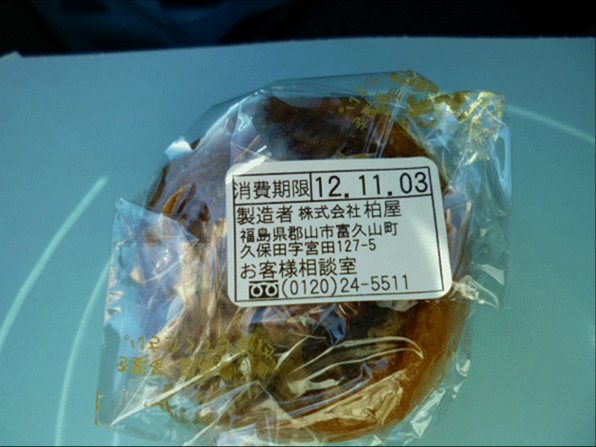 消費期限 12.11.03
製造者 株式会社 柏屋
福島県郡山市富久山町
久保田字宮田127-5
お客様相談室
(0120)24-5511